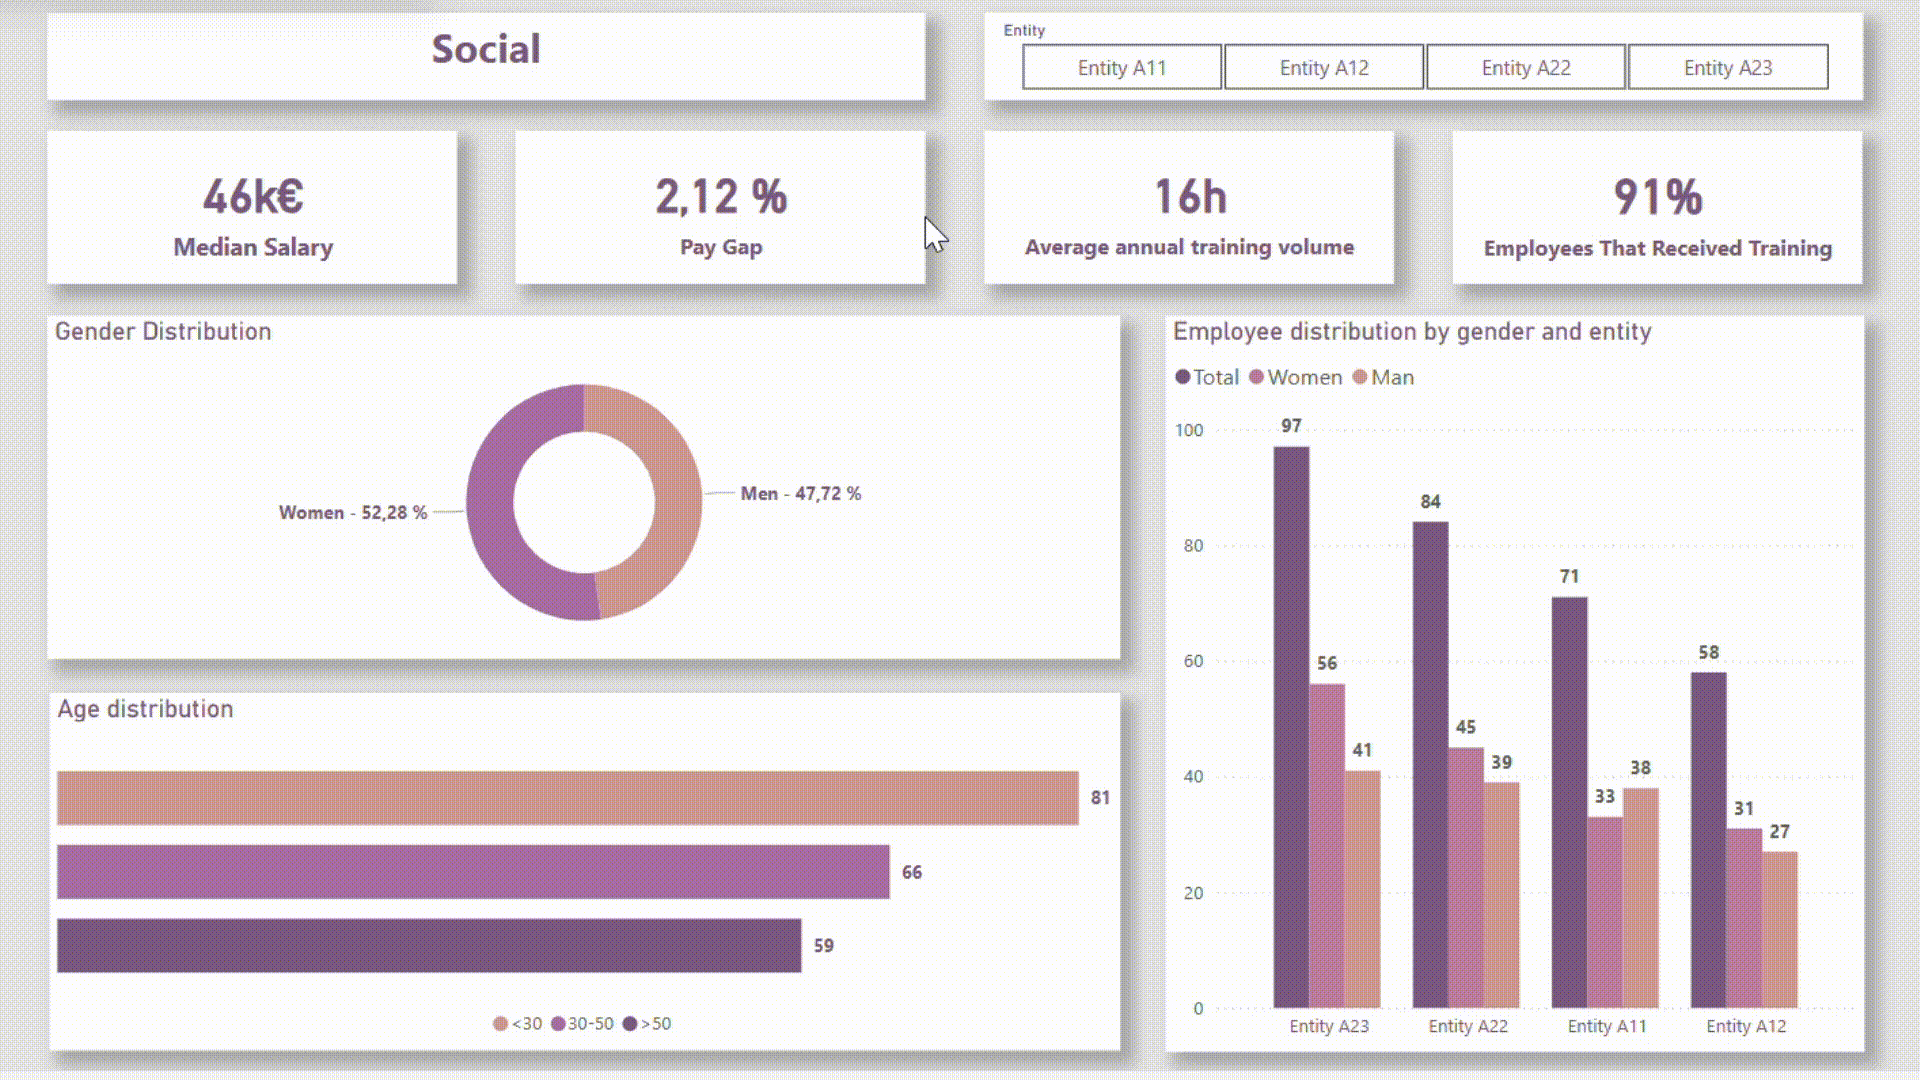 Social
Entity
Entity A11 Entity A12 Entity A22 Entity A23
46k€
Median Salary
2,12 %
Pay Gap
16h
Average annual training volume
91%
Employees That Received Training
Gender Distribution
Women - 52,28 %
Men - 47,72 %
Age distribution
81
66
59
<30 30-50 >50
Employee distribution by gender and entity
Total Women Man
100
80
60
40
20
0
97
56
41
84
45
39
71
33
38
58
31
27
Entity A23 Entity A22 Entity A11 Entity A12